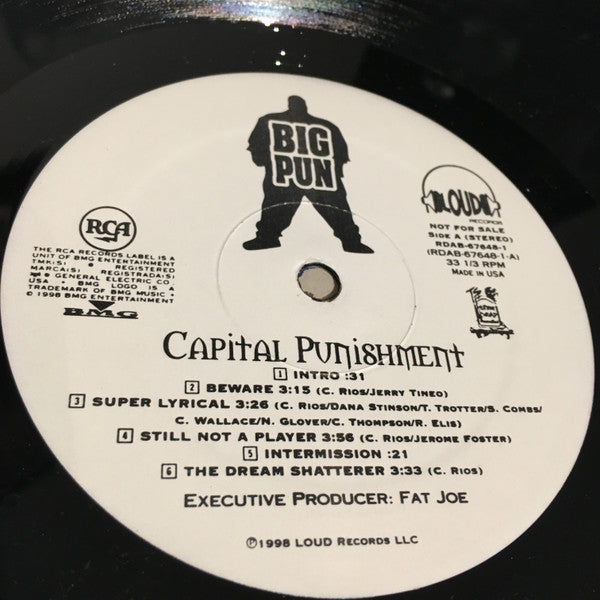 BIG
PUN
LOUD
RECORDS
NOT FOR SALE
SIDE A (STEREO)
RDAB-67648-1
(RDAB-67648-1-A)
33 1/3 RPM
MADE IN USA
RCA
THE RCA RECORDS LABEL IS A
UNIT OF BMG ENTERTAINMENT
TMK(S) ® REGISTERED
MARCA(S) REGISTRADA(S)
GENERAL ELECTRIC CO.
USA • BMG LOGO IS A
TRADEMARK OF BMG MUSIC •
© 1998 BMG ENTERTAINMENT
BMG
CAPITAL PUNISHMENT
1 INTRO :31
2 BEWARE 3:15 (C. RIOS/JERRY TINEO)
3 SUPER LYRICAL 3:26 (C. RIOS/DANA STINSON/T. TROTTER/S. COMBS/
C. WALLACE/N. GLOVER/C. THOMPSON/R. ELIS)
4 STILL NOT A PLAYER 3:56 (C. RIOS/JEROME FOSTER)
5 INTERMISSION :21
6 THE DREAM SHATTERER 3:33 (C. RIOS)
EXECUTIVE PRODUCER: FAT JOE
℗1998 LOUD RECORDS LLC